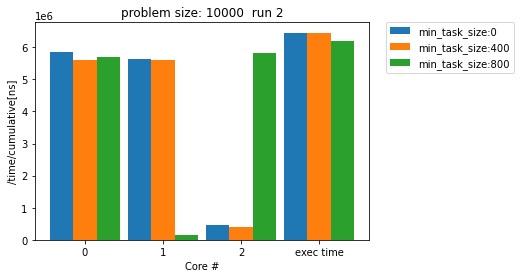 problem size: 10000  run 2
1e6
min_task_size:0
min_task_size:400
min_task_size:800
/time/cumulative[ns]
6
5
4
3
2
1
0
0 1 2 exec time
Core #